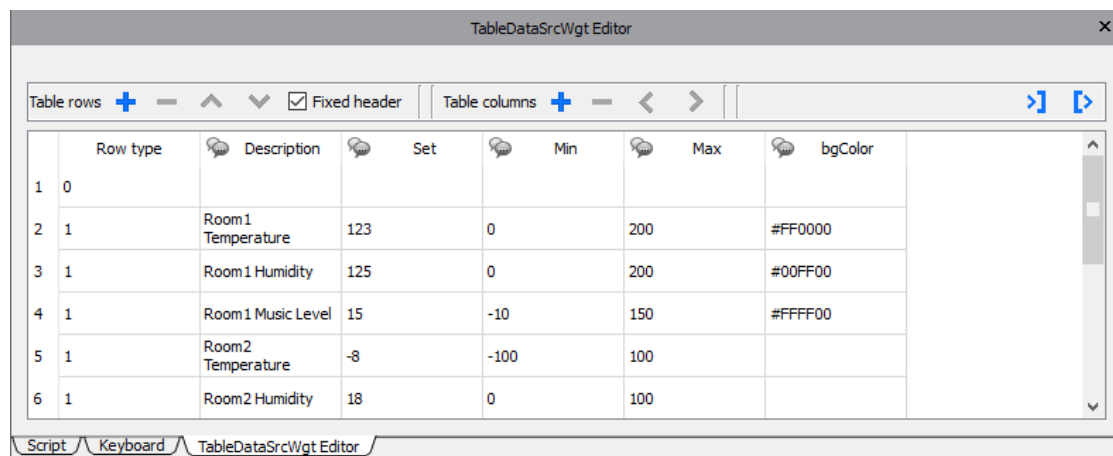 TableDataSrcWgt Editor
Table rows Fixed header Table columns
Row type Description Set Min Max bgColor
1 0
2 1 Room1 Temperature 123 0 200 #FF0000
3 1 Room1 Humidity 125 0 200 #00FF00
4 1 Room1 Music Level 15 -10 150 #FFFF00
5 1 Room2 Temperature -8 -100 100
6 1 Room2 Humidity 18 0 100
Script Keyboard TableDataSrcWgt Editor